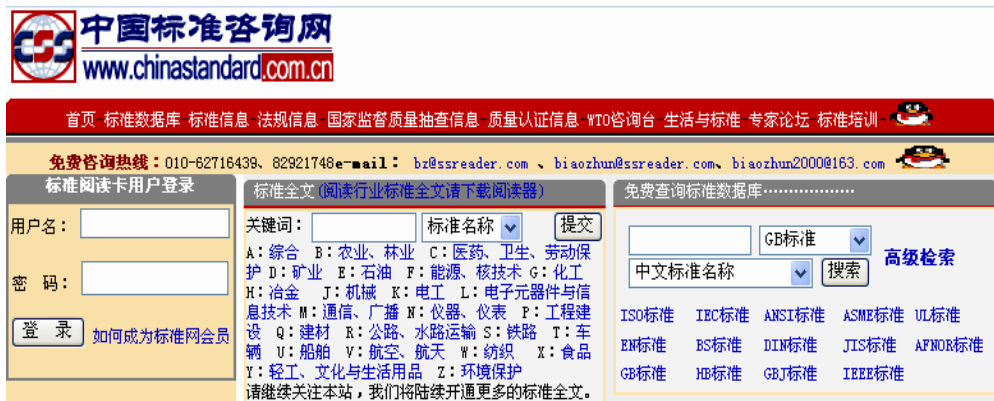 CSS
中国标准咨询网
www.chinastandard.com.cn
首页-标准数据库-标准信息-法规信息-国家监督质量抽查信息-质量认证信息-WTO咨询台-生活与标准-专家论坛-标准培训-
免费咨询热线：010-62716439、82921748e-mail： bz@ssreader.com 、biaozhun@ssreader.com、biaozhun2000@163.com
标准阅读卡用户登录
用户名：
密 码：
登 录 如何成为标准网会员
标准全文(阅读行业标准全文请下载阅读器)
关键词： 标准名称 提交
A：综合 B：农业、林业 C：医药、卫生、劳动保
护 D：矿业 E：石油 F：能源、核技术 G：化工
H：冶金 J：机械 K：电工 L：电子元器件与信
息技术 M：通信、广播 N：仪器、仪表 P：工程建
设 Q：建材 R：公路、水路运输 S：铁路 T：车
辆 U：船舶 V：航空、航天 W：纺织 X：食品
Y：轻工、文化与生活用品 Z：环境保护
请继续关注本站，我们将陆续开通更多的标准全文。
免费查询标准数据库………………
GB标准
中文标准名称 搜索 高级检索
ISO标准 IEC标准 ANSI标准 ASME标准 UL标准
EN标准 BS标准 DIN标准 JIS标准 AFNOR标准
GB标准 HB标准 GBJ标准 IEEE标准